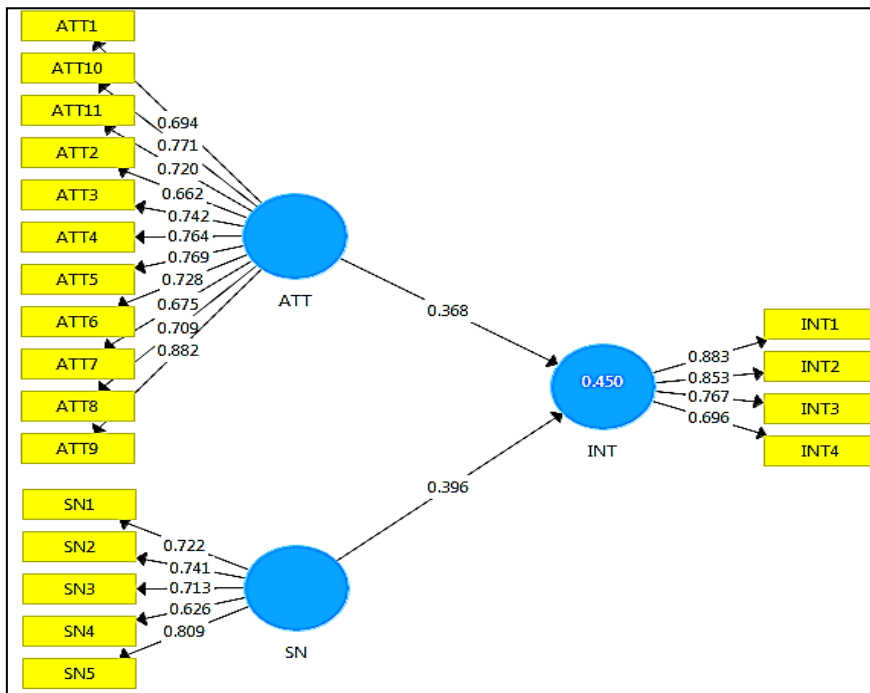 ATT1
ATT10
ATT11
ATT2
ATT3
ATT4
ATT5
ATT6
ATT7
ATT8
ATT9
0.694
0.771
0.720
0.662
0.742
0.764
0.769
0.728
0.675
0.709
0.882
ATT
0.368
SN1
SN2
SN3
SN4
SN5
0.722
0.741
0.713
0.626
0.809
SN
0.396
0.450
INT
0.883
0.853
0.767
0.696
INT1
INT2
INT3
INT4